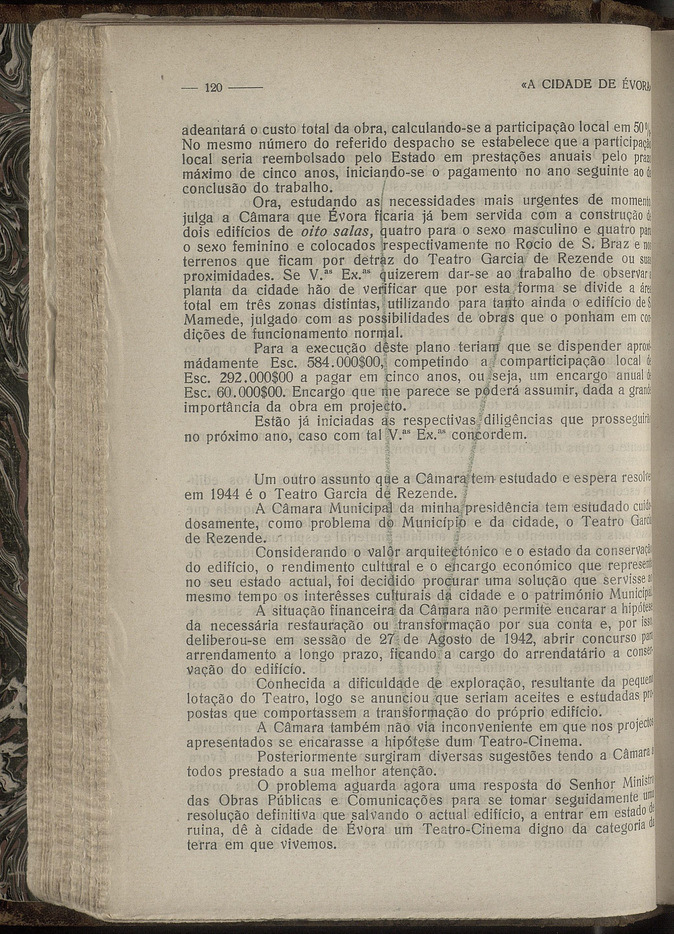 — 120 —
«A CIDADE DE ÉVORA
adeantará o custo total da obra, calculando-se a participação local em 50%
No mesmo número do referido despacho se estabelece que a participação
local seria reembolsado pelo Estado em prestações anuais pelo prazo
máximo de cinco anos, iniciando-se o pagamento no ano seguinte ao d
conclusão do trabalho.
Ora, estudando as necessidades mais urgentes de momento
julga a Câmara que Évora ficaria já bem servida com a construção d
dois edifícios de oito salas, quatro para o sexo masculino e quatro para
o sexo feminino e colocados respectivamente no Rocio de S. Braz e nos
terrenos que ficam por detraz do Teatro Garcia de Rezende ou suas
proximidades. Se V.as Ex.as quizerem dar-se ao trabalho de observar
planta da cidade hão de verificar que por esta forma se divide a área
total em três zonas distintas, utilizando para tanto ainda o edifício de S.
Mamede, julgado com as possibilidades de obras que o ponham em con
dições de funcionamento normal.
Para a execução dêste plano teriam que se dispender aproxi
mádamente Esc. 584.000$00, competindo a comparticipação local d
Esc. 292.000$00 a pagar em cinco anos, ou seja, um encargo anual d
Esc. 60.000$00. Encargo que me parece se poderá assumir, dada a grande
importância da obra em projecto.
Estão já iniciadas as respectivas diligências que prosseguirão
no próximo ano, caso com tal V.as Ex.as concordem.
Um outro assunto que a Câmara tem estudado e espera resolver
em 1944 é o Teatro Garcia de Rezende.
A Câmara Municipal da minha presidência tem estudado cuida
dosamente, como problema do Município e da cidade, o Teatro Garcia
de Rezende.
Considerando o valôr arquitectónico e o estado da conservação
do edifício, o rendimento cultural e o encargo económico que representa
no seu estado actual, foi decidido procurar uma solução que servisse ao
mesmo tempo os interêsses culturais da cidade e o património Municipal.
A situação financeira da Câmara não permite encarar a hipótese
da necessária restauração ou transformação por sua conta e, por isso
deliberou-se em sessão de 27 de Agosto de 1942, abrir concurso para
arrendamento a longo prazo, ficando a cargo do arrendatário a conser-
vação do edifício.
Conhecida a dificuldade de exploração, resultante da pequena
lotação do Teatro, logo se anunciou que seriam aceites e estudadas pro-
postas que comportassem a transformação do próprio edifício.
A Câmara também não via inconveniente em que nos projectos
apresentados se encarasse a hipótese dum Teatro-Cinema.
Posteriormente surgiram diversas sugestões tendo a Câmara a
todos prestado a sua melhor atenção.
O problema aguarda agora uma resposta do Senhor Ministro
das Obras Públicas e Comunicações para se tomar seguidamente uma
resolução definitiva que salvando o actual edifício, a entrar em estado de
ruina, dê à cidade de Évora um Teatro-Cinema digno da categoria da
terra em que vivemos.